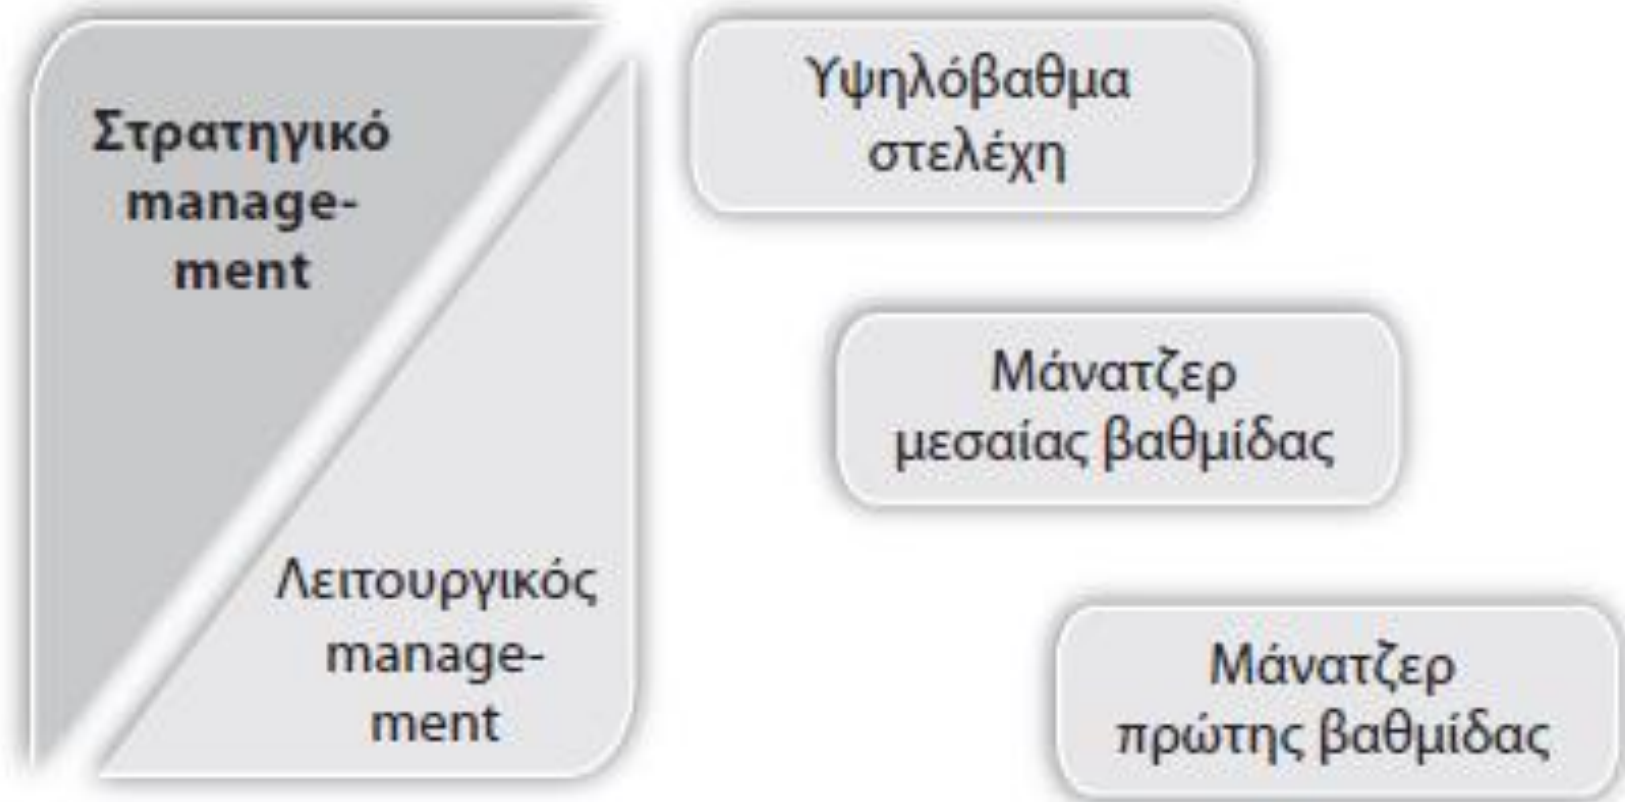 Στρατηγικό
manage-
ment
Λειτουργικός
manage-
ment
Υψηλόβαθμα
στελέχη
Μάνατζερ
μεσαίας βαθμίδας
Μάνατζερ
πρώτης βαθμίδας